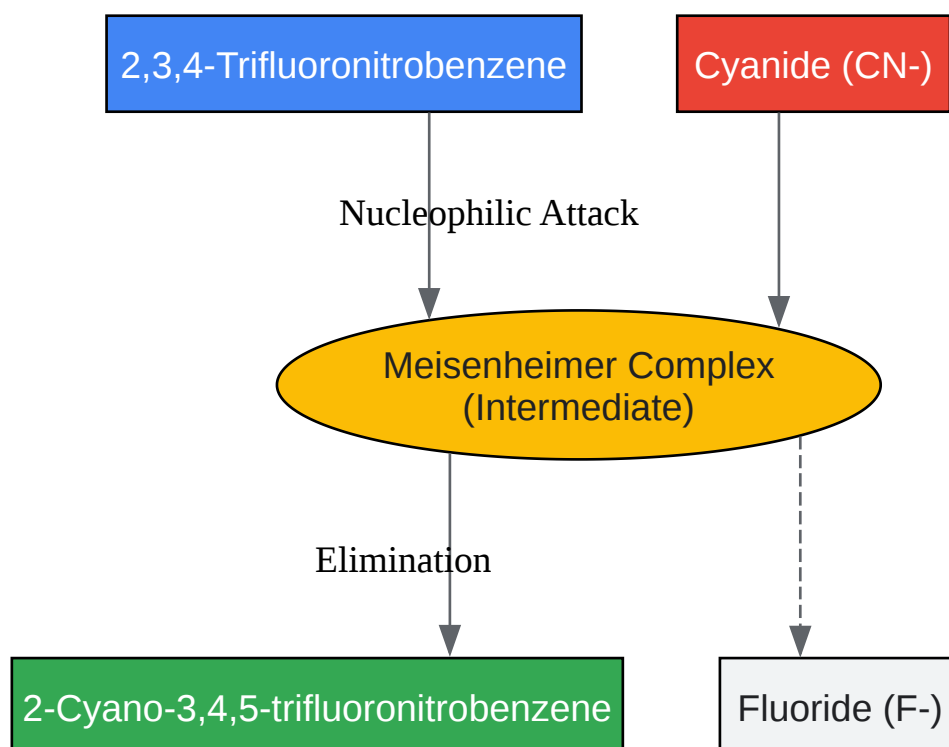 2,3,4-Trifluoronitrobenzene
Cyanide (CN-)
Nucleophilic Attack
Meisenheimer Complex
(Intermediate)
Elimination
2-Cyano-3,4,5-trifluoronitrobenzene
Fluoride (F-)